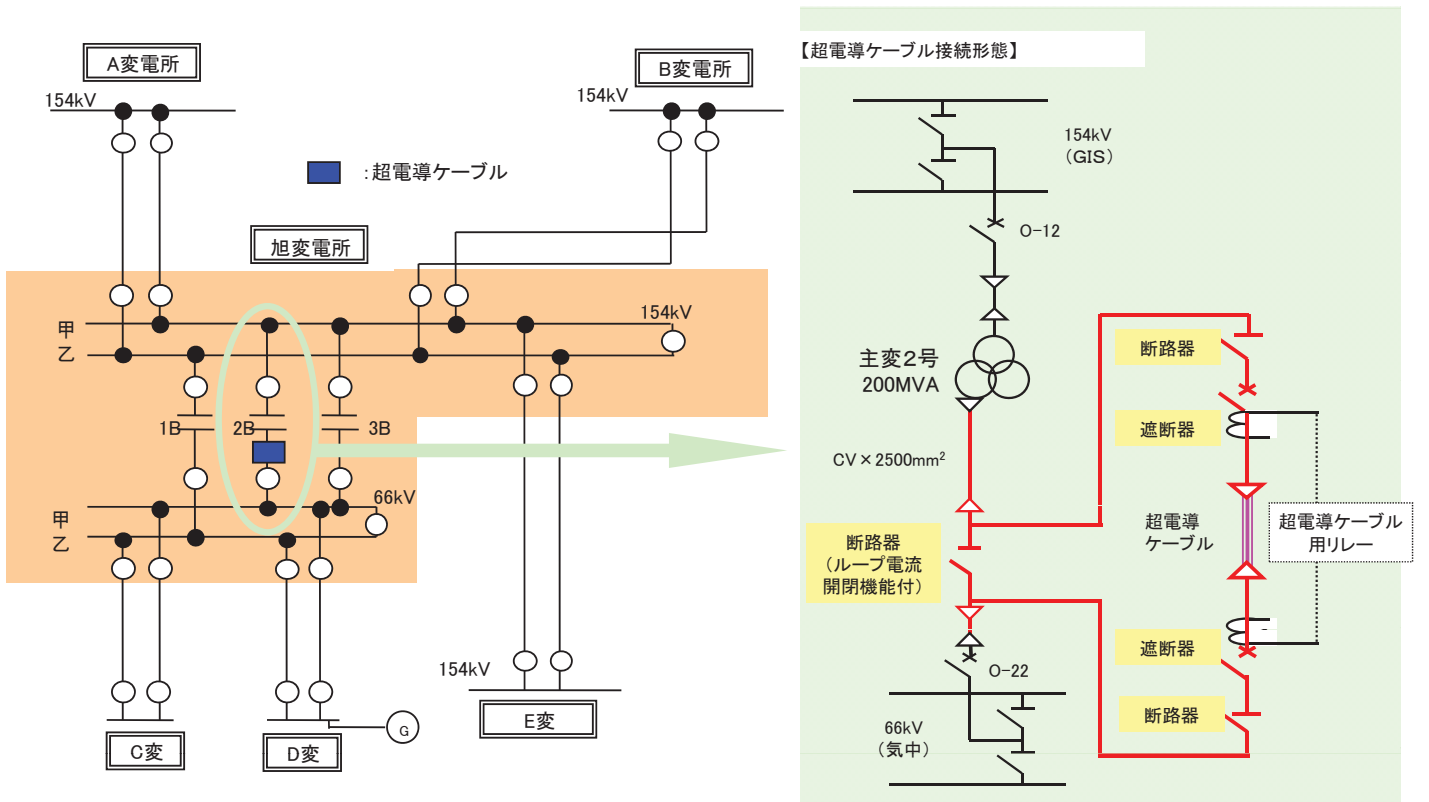 A変電所
154kV
B変電所
154kV
:超電導ケーブル
旭変電所
154kV
甲
乙
1B
2B
3B
66kV
甲
乙
154kV
C変
D変
G
E変
【超電導ケーブル接続形態】
154kV
(GIS)
O-12
主変2号
200MVA
CV×2500mm²
断路器
(ループ電流
開閉機能付)
O-22
66kV
(気中)
断路器
遮断器
超電導
ケーブル
超電導ケーブル
用リレー
遮断器
断路器